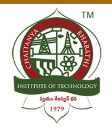 TM
CHAITANYA BHARATHI
INSTITUTE OF TECHNOLOGY
1979